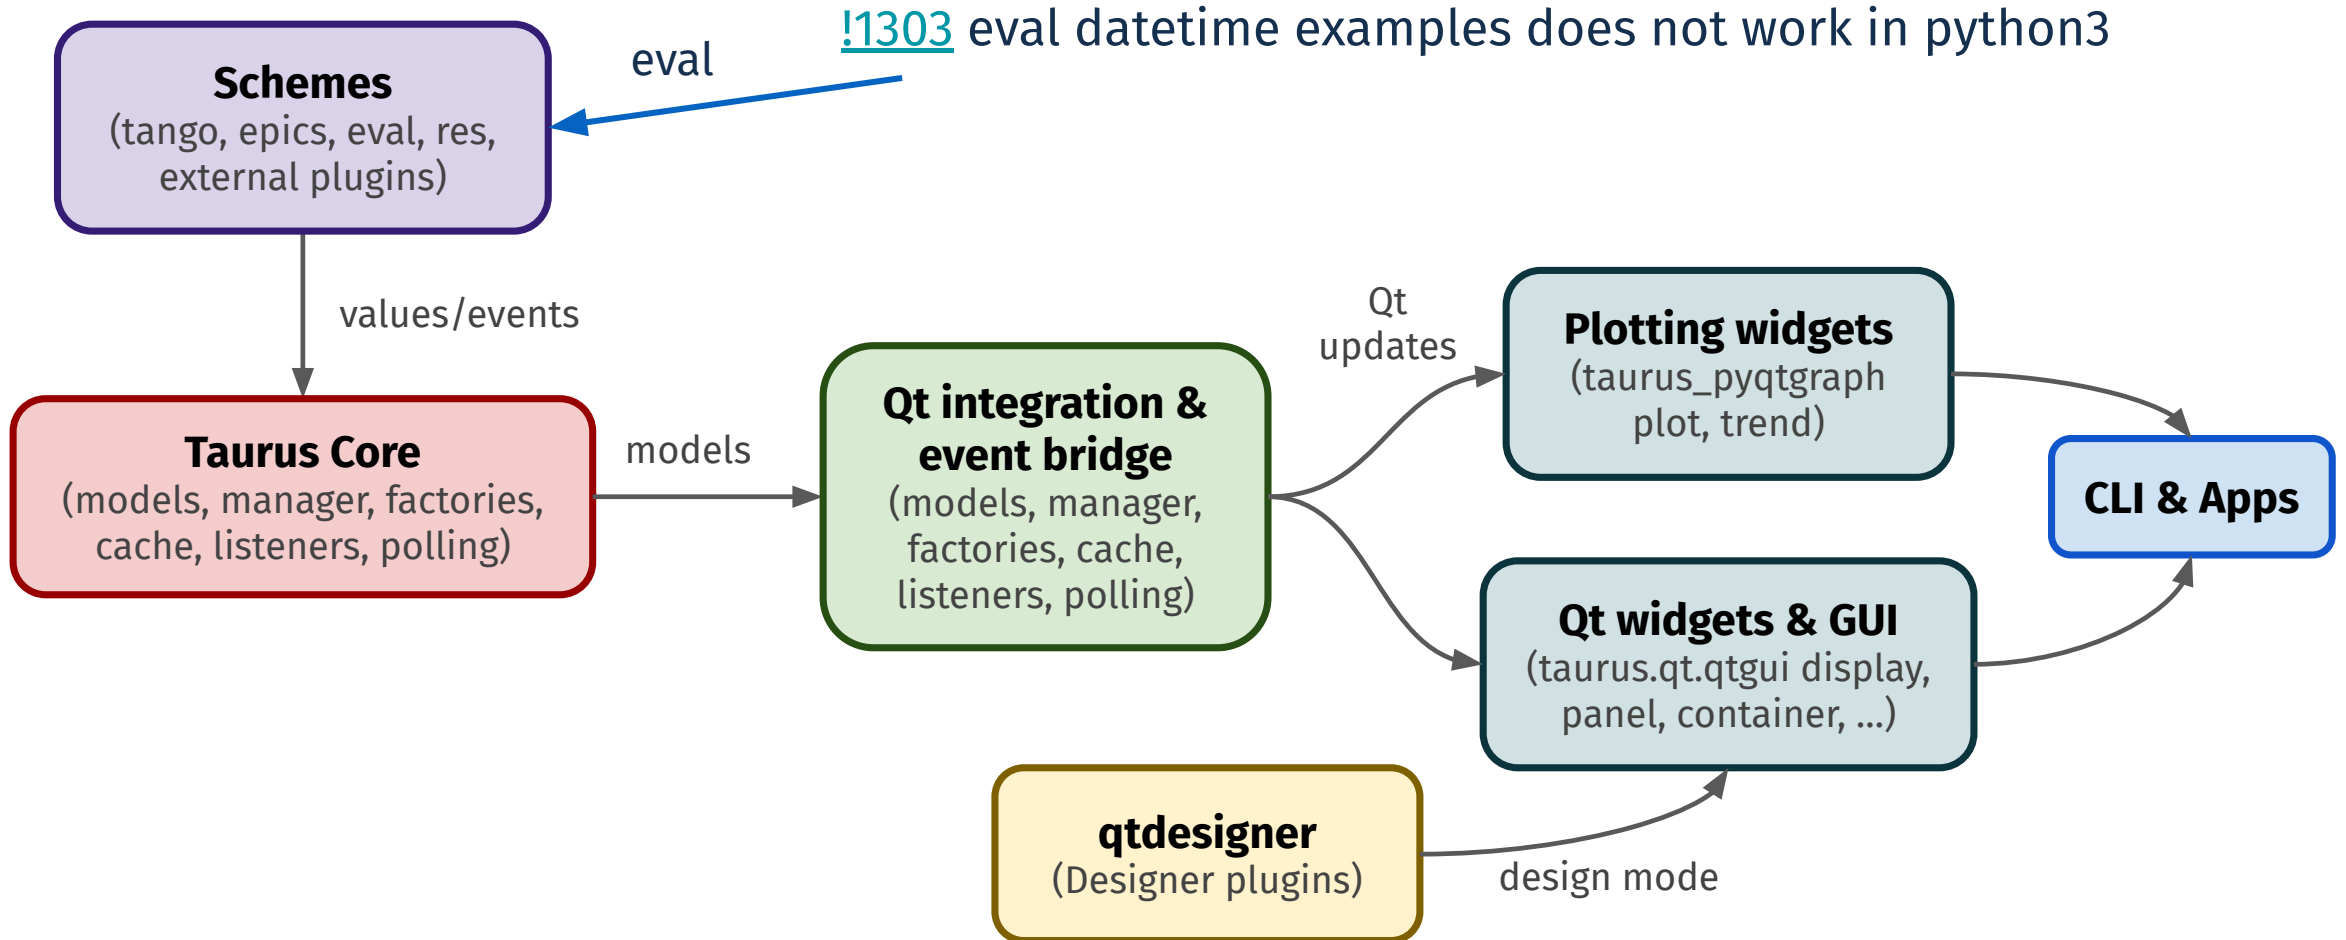 !1303 eval datetime examples does not work in python3
eval
Schemes
(tango, epics, eval, res,
external plugins)
values/events
Taurus Core
(models, manager, factories,
cache, listeners, polling)
models
Qt integration &
event bridge
(models, manager,
factories, cache,
listeners, polling)
Qt
updates
Plotting widgets
(taurus_pyqtgraph
plot, trend)
CLI & Apps
Qt widgets & GUI
(taurus.qt.qtgui display,
panel, container, ...)
qtdesigner
(Designer plugins)
design mode